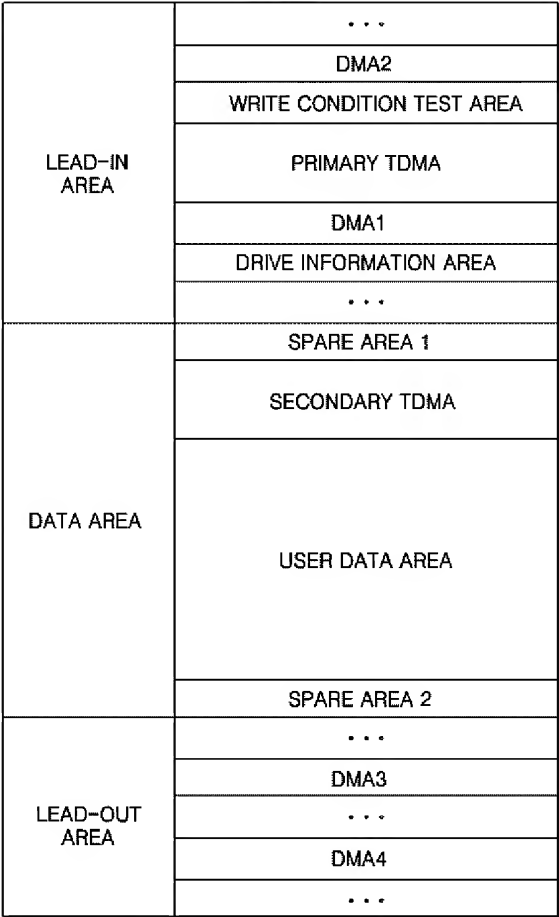 . . .
DMA2
WRITE CONDITION TEST AREA
LEAD-IN
AREA
PRIMARY TDMA
DMA1
DRIVE INFORMATION AREA
. . .
SPARE AREA 1
SECONDARY TDMA
DATA AREA
USER DATA AREA
SPARE AREA 2
. . .
DMA3
LEAD-OUT
AREA
. . .
DMA4
. . .